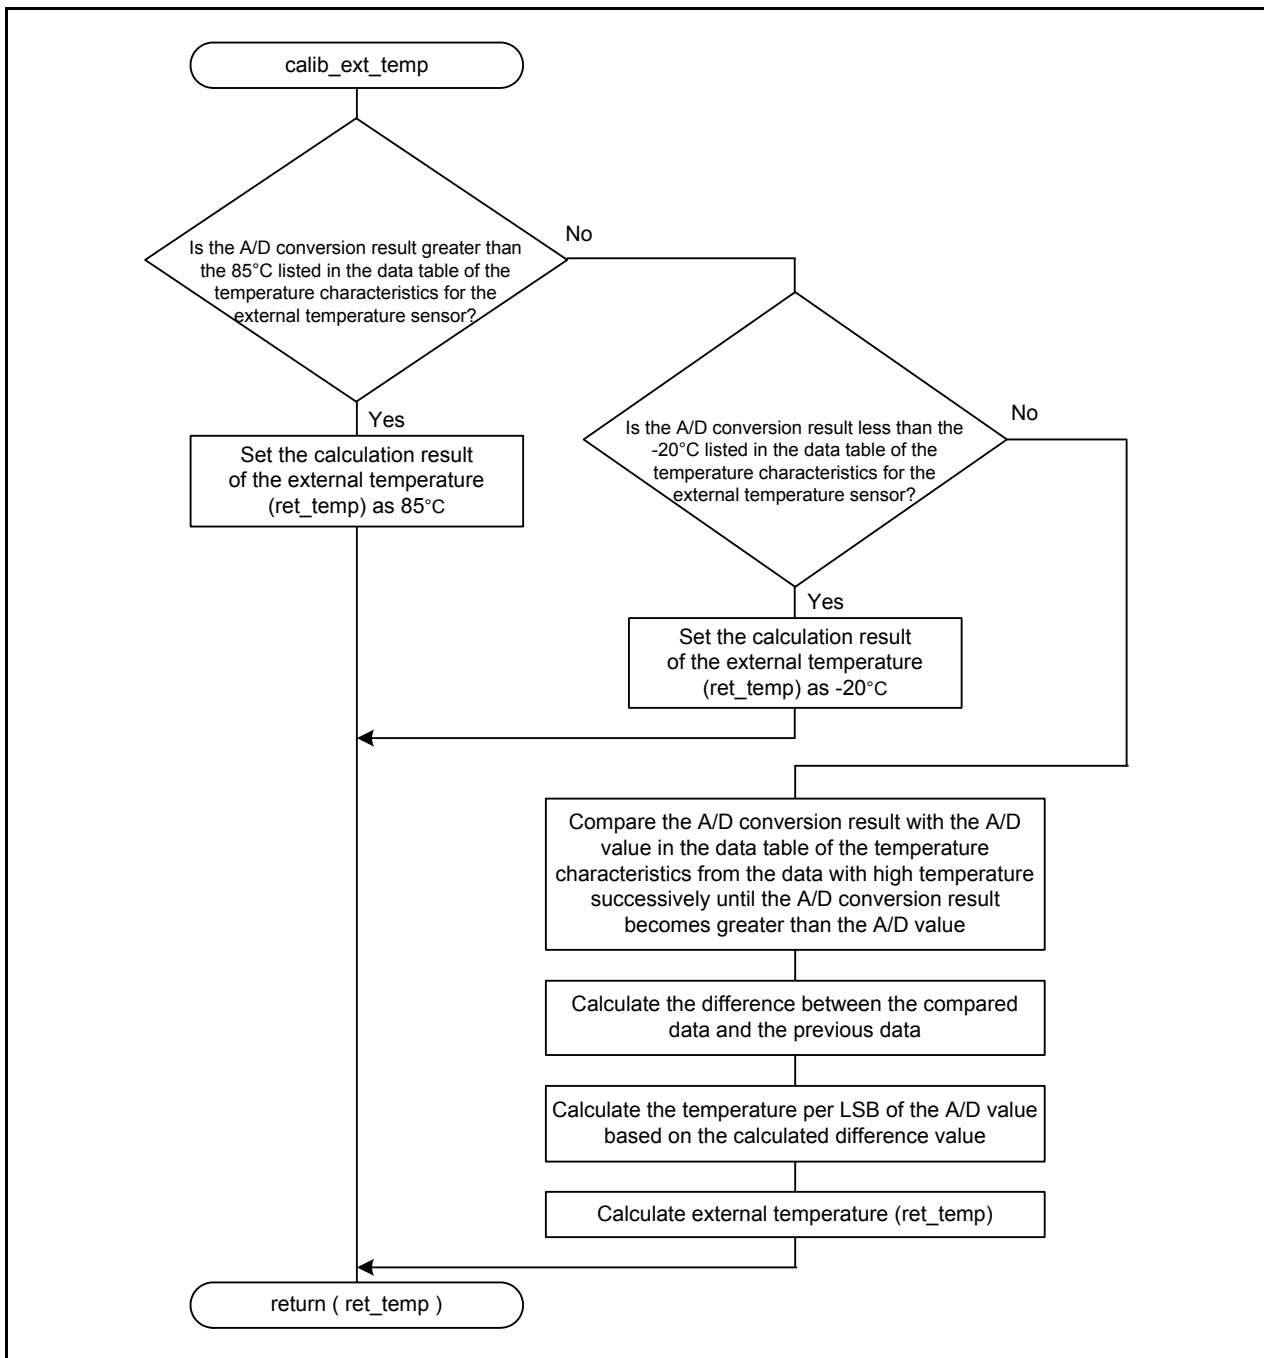 calib_ext_temp
Is the A/D conversion result greater than
the 85°C listed in the data table of the
temperature characteristics for the
external temperature sensor?
No
Yes
Set the calculation result
of the external temperature
(ret_temp) as 85°C
Is the A/D conversion result less than the
-20°C listed in the data table of the
temperature characteristics for the
external temperature sensor?
No
Yes
Set the calculation result
of the external temperature
(ret_temp) as -20°C
Compare the A/D conversion result with the A/D
value in the data table of the temperature
characteristics from the data with high temperature
successively until the A/D conversion result
becomes greater than the A/D value
Calculate the difference between the compared
data and the previous data
Calculate the temperature per LSB of the A/D value
based on the calculated difference value
Calculate external temperature (ret_temp)
return ( ret_temp )